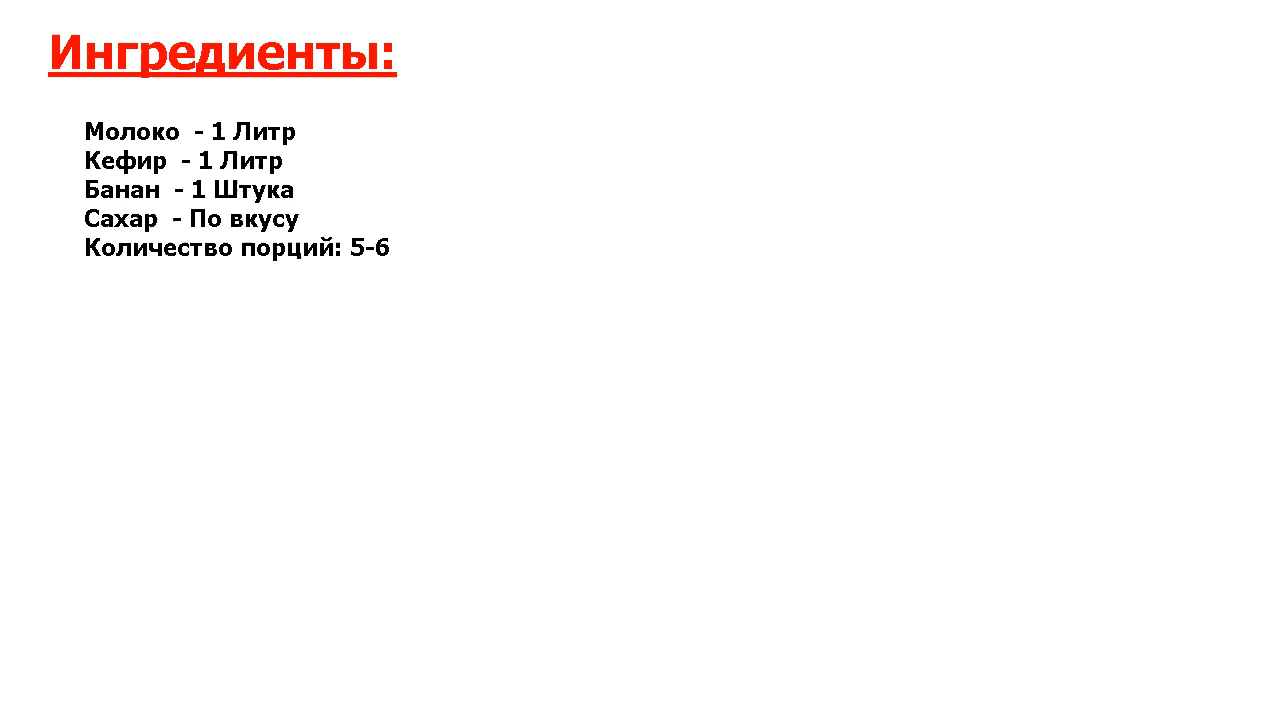 Ингредиенты:
Молоко  - 1 Литр
Кефир  - 1 Литр
Банан  - 1 Штука
Сахар  - По вкусу
Количество порций: 5-6